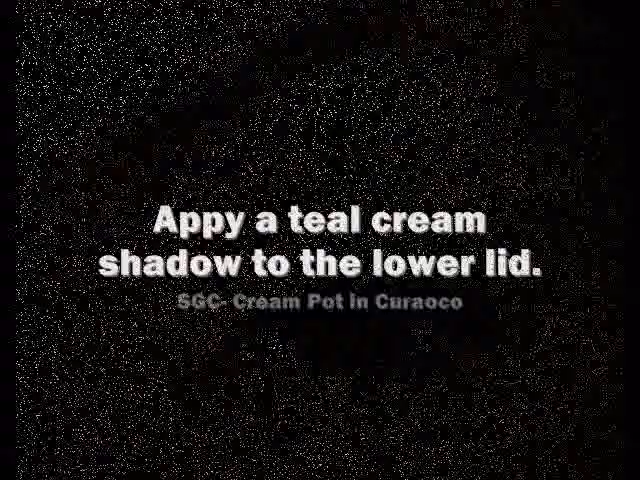 Appy a teal cream
shadow to the lower lid.
SGC- Cream Pot in Curaoco